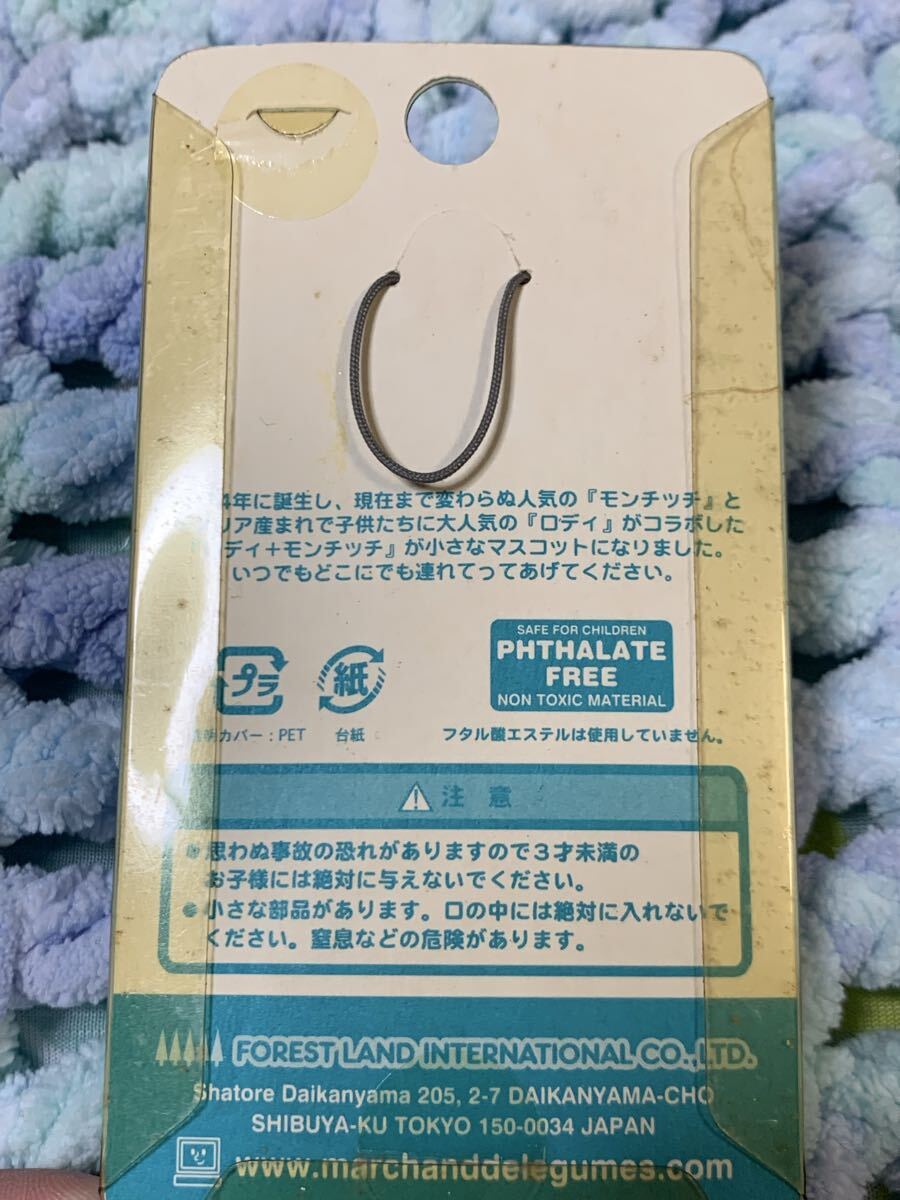 4年に誕生し、現在まで変わらぬ人気の『モンチッチ』と
リア産まれで子供たちに大人気の『ロディ』がコラボした
ディ+モンチッチ』が小さなマスコットになりました。
いつでもどこにでも連れてってあげてください。
SAFE FOR CHILDREN
PHTHALATE
FREE
NON TOXIC MATERIAL
プラ
紙
カバー:PET
台紙
フタル酸エステルは使用していません。
注意
●思わぬ事故の恐れがありますので3才未満の
お子様には絶対に与えないでください。
●小さな部品があります。口の中には絶対に入れないで
ください。窒息などの危険があります。
FOREST LAND INTERNATIONAL CO.,LTD.
Shatore Daikanyama 205, 2-7 DAIKANYAMA-CHO
SHIBUYA-KU TOKYO 150-0034 JAPAN
www.marchanddelegumes.com